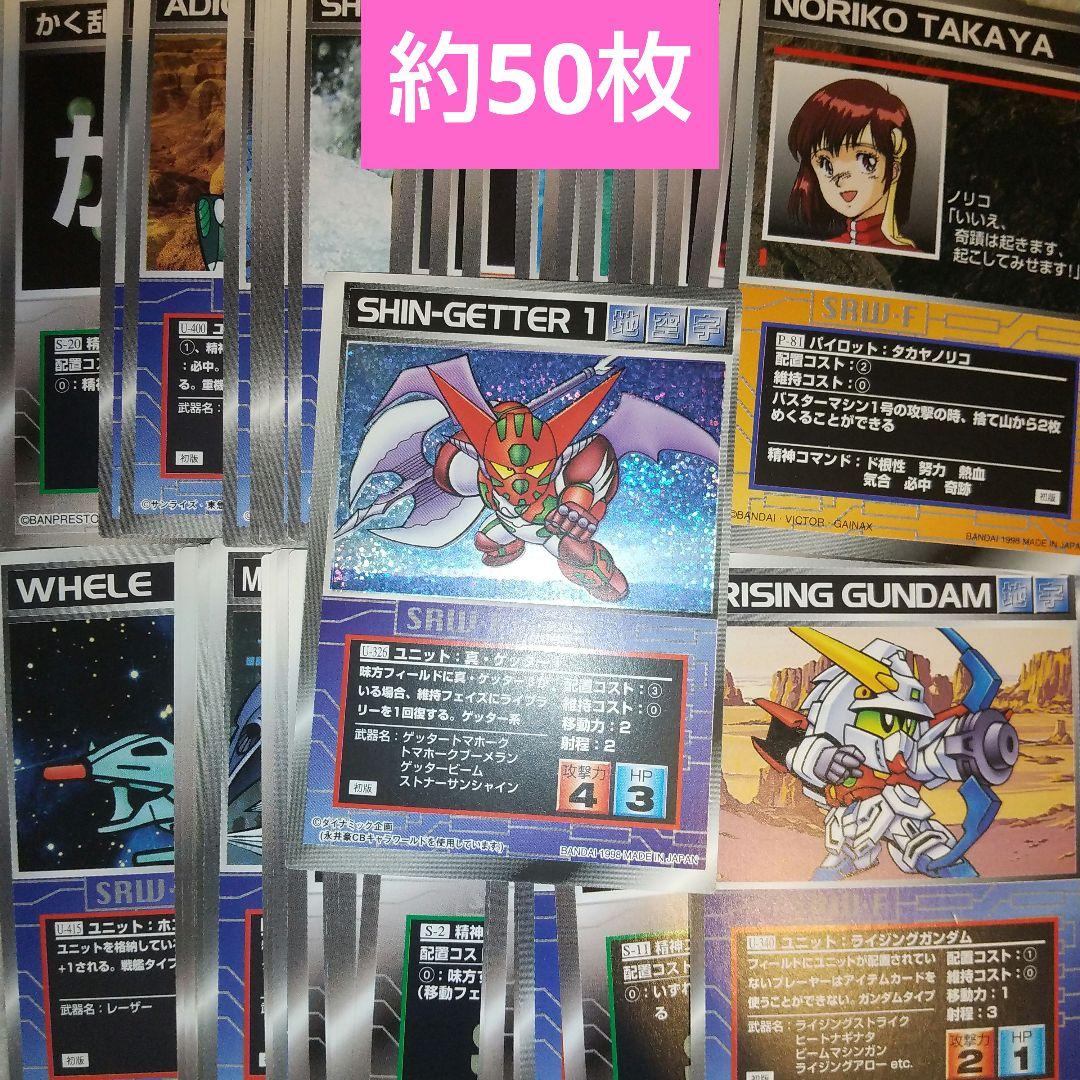 約50枚
かく乱
S-20
配置コス
⓪：精神
©BANPRESTO
U-400
①、精神
：必中。
る。重機
武器名：
初版
©サンライズ・東急
NORIKO TAKAYA
ノリコ
「いいえ、
奇蹟は起きます、
起こしてみせます！」
SRW-F
P-81 パイロット：タカヤノリコ
配置コスト：②
維持コスト：⓪
バスターマシン1号の攻撃の時、捨て山から2枚
めくることができる
精神コマンド：ド根性 努力 熱血
気合 必中 奇跡
初版
©BANDAI・VICTOR・GAINAX
BANDAI 1998 MADE IN JAPAN
SHIN-GETTER 1 地 空 宇
SRW-F
U-326 ユニット：真・ゲッター
味方フィールドに真・ゲッター
いる場合、維持フェイズにライブラ
リーを1回復する。ゲッター系
配置コスト：③
維持コスト：⓪
移動力：2
射程：2
武器名：ゲッタートマホーク
トマホークブーメラン
ゲッタービーム
ストナーサンシャイン
攻撃力 4
HP 3
初版
©ダイナミック企画
(永井豪CBキャラワールドを使用しています)
BANDAI 1998 MADE IN JAPAN
WHELE
SRW-F
U-415 ユニット：ホ
ユニットを格納してい
+1される。戦艦タイプ
武器名：レーザー
初版
S-2 精神
配置コス
⓪：味方
(移動フェ
S-11 精神コ
配置コスト
⓪：いずれ
る
RISING GUNDAM 地 宇
U-340 ユニット：ライジングガンダム
フィールドにユニットが配置されてい
ないプレーヤーはアイテムカードを
使うことができない。ガンダムタイプ
配置コスト：①
維持コスト：⓪
移動力：1
射程：3
武器名：ライジングストライク
ヒートナギナタ
ビームマシンガン
ライジングアロー etc.
攻撃力 2
HP 1
初版